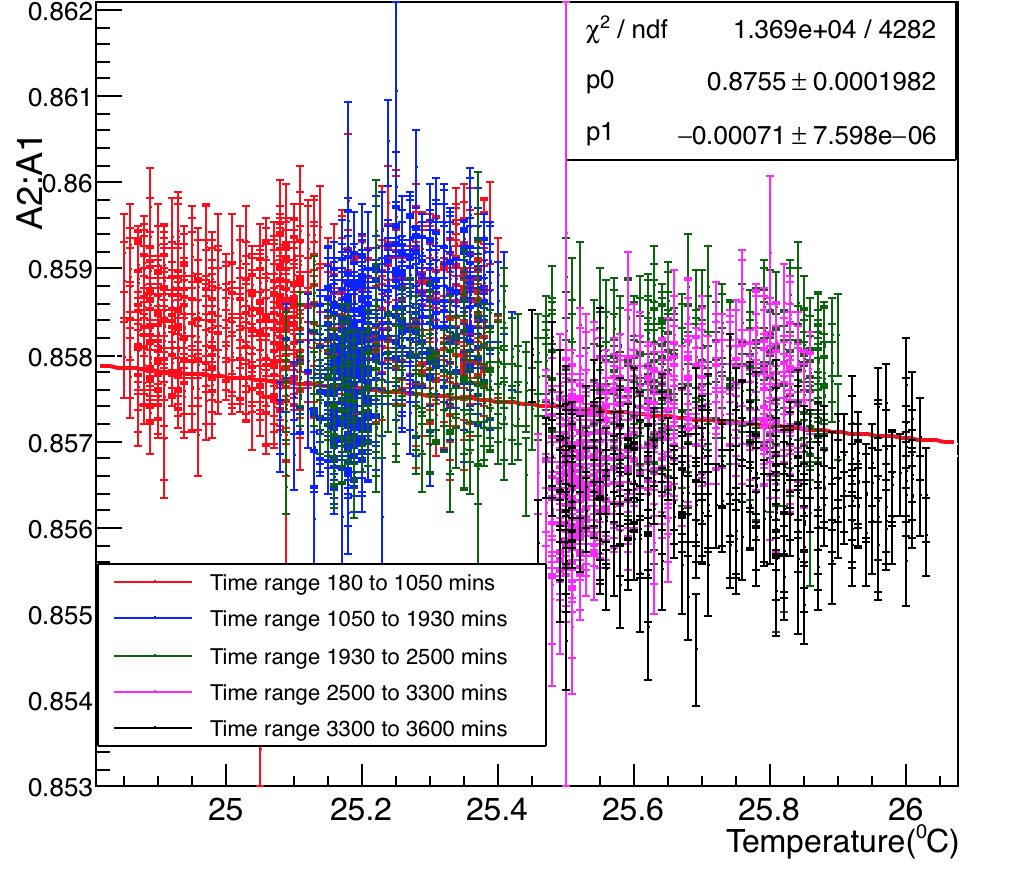 0.862
0.861
0.86
0.859
0.858
0.857
0.856
0.855
0.854
0.853
A2:A1
χ² / ndf 1.369e+04 / 4282
p0 0.8755 ± 0.0001982
p1 −0.00071 ± 7.598e−06
Time range 180 to 1050 mins
Time range 1050 to 1930 mins
Time range 1930 to 2500 mins
Time range 2500 to 3300 mins
Time range 3300 to 3600 mins
25 25.2 25.4 25.6 25.8 26
Temperature(⁰C)